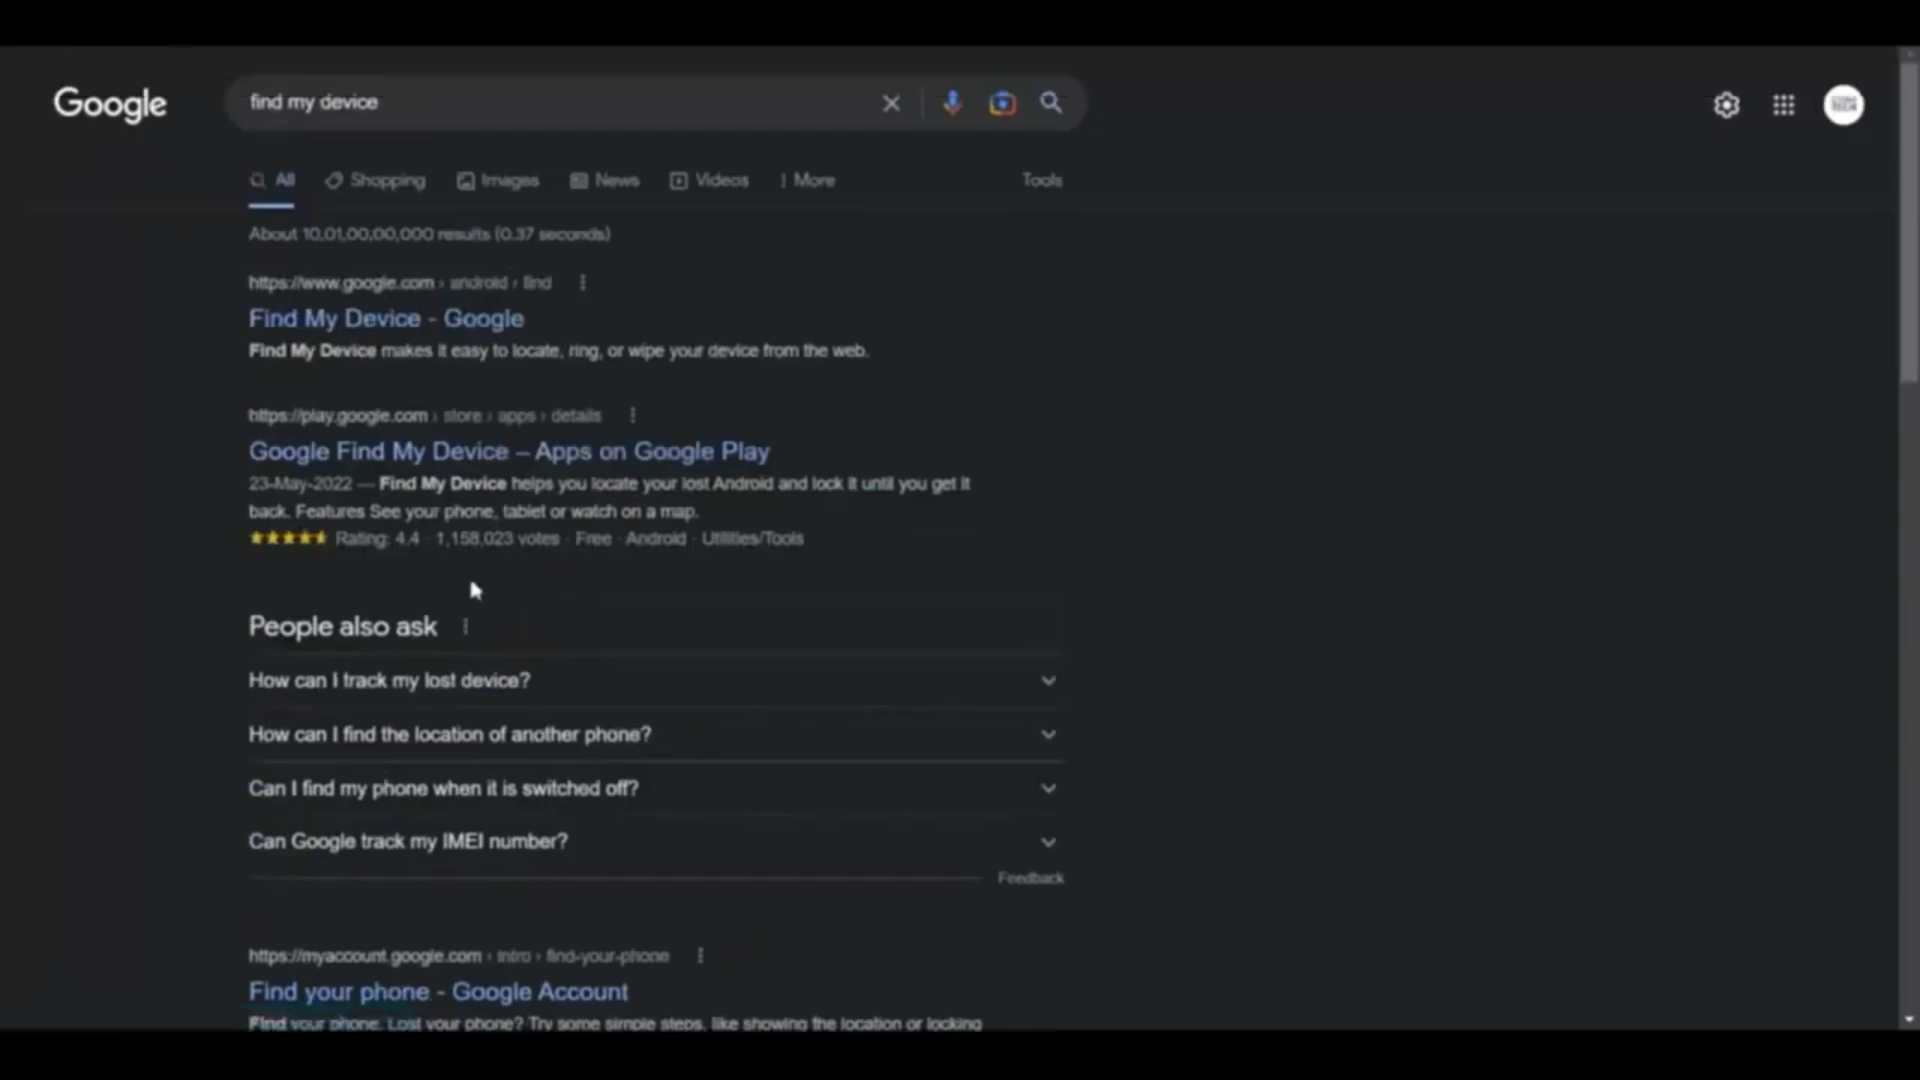 Google
find my device
All Shopping Images News Videos More Tools
About 10,01,00,00,000 results (0.37 seconds)
https://www.google.com › android › find
Find My Device - Google
Find My Device makes it easy to locate, ring, or wipe your device from the web.
https://play.google.com › store › apps › details
Google Find My Device – Apps on Google Play
23-May-2022 — Find My Device helps you locate your lost Android and lock it until you get it
back. Features See your phone, tablet or watch on a map.
Rating: 4.4 · 1,158,023 votes · Free · Android · Utilities/Tools
People also ask
How can I track my lost device?
How can I find the location of another phone?
Can I find my phone when it is switched off?
Can Google track my IMEI number?
Feedback
https://myaccount.google.com › intro › find-your-phone
Find your phone - Google Account
Find your phone. Lost your phone? Try some simple steps, like showing the location or locking